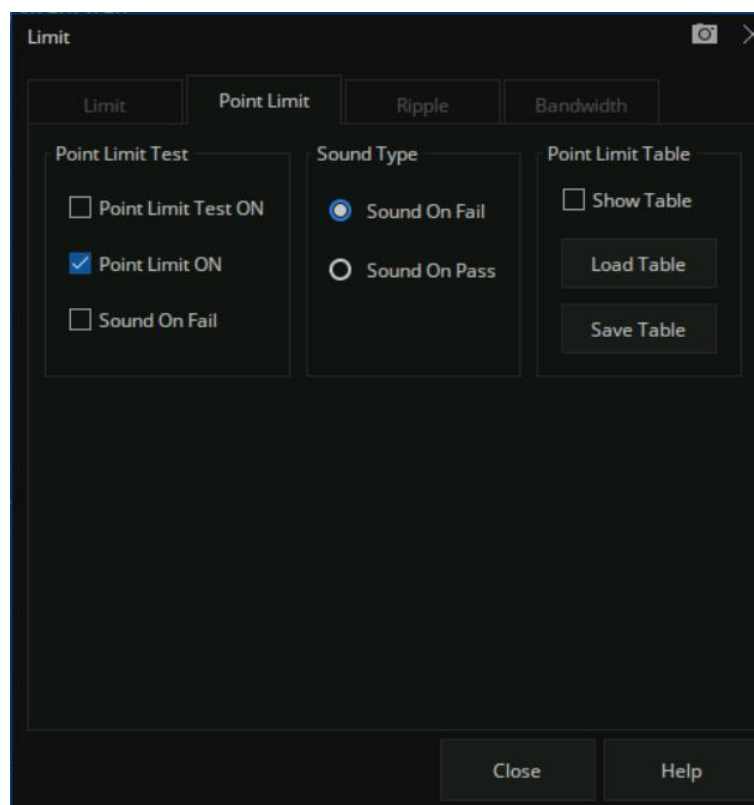 Limit
Limit Point Limit Ripple Bandwidth
Point Limit Test
Point Limit Test ON
Point Limit ON
Sound On Fail
Sound Type
Sound On Fail
Sound On Pass
Point Limit Table
Show Table
Load Table
Save Table
Close Help